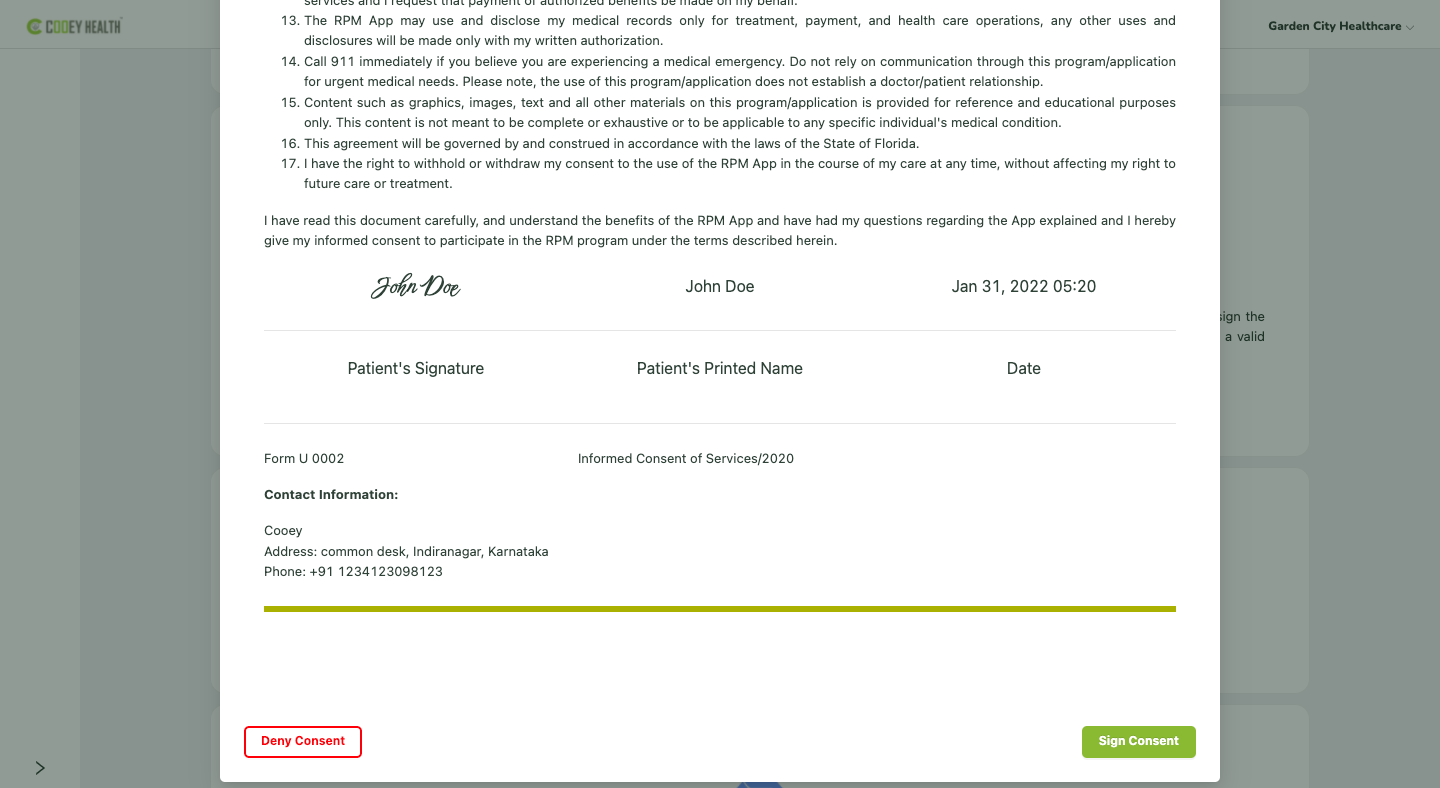 services and I request that payment of authorized benefits be made on my behalf.
COOEY HEALTH
Garden City Healthcare
13. The RPM App may use and disclose my medical records only for treatment, payment, and health care operations, any other uses and
disclosures will be made only with my written authorization.
14. Call 911 immediately if you believe you are experiencing a medical emergency. Do not rely on communication through this program/application
for urgent medical needs. Please note, the use of this program/application does not establish a doctor/patient relationship.
15. Content such as graphics, images, text and all other materials on this program/application is provided for reference and educational purposes
only. This content is not meant to be complete or exhaustive or to be applicable to any specific individual's medical condition.
16. This agreement will be governed by and construed in accordance with the laws of the State of Florida.
17. I have the right to withhold or withdraw my consent to the use of the RPM App in the course of my care at any time, without affecting my right to
future care or treatment.
I have read this document carefully, and understand the benefits of the RPM App and have had my questions regarding the App explained and I hereby
give my informed consent to participate in the RPM program under the terms described herein.
John Doe John Doe Jan 31, 2022 05:20
sign the
a valid
Patient's Signature Patient's Printed Name Date
Form U 0002 Informed Consent of Services/2020
Contact Information:
Cooey
Address: common desk, Indiranagar, Karnataka
Phone: +91 1234123098123
Deny Consent Sign Consent